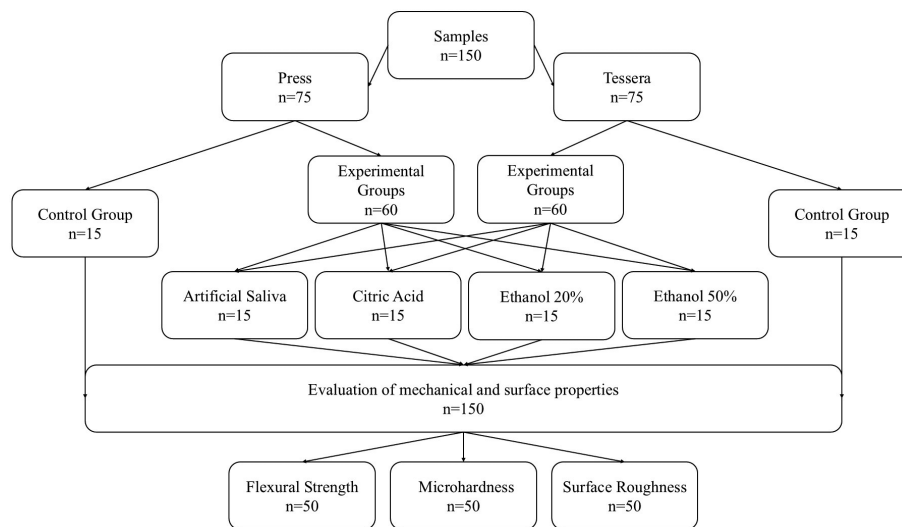 Samples
n=150
Press
n=75
Tessera
n=75
Experimental
Groups
n=60
Experimental
Groups
n=60
Control Group
n=15
Control Group
n=15
Artificial Saliva
n=15
Citric Acid
n=15
Ethanol 20%
n=15
Ethanol 50%
n=15
Evaluation of mechanical and surface properties
n=150
Flexural Strength
n=50
Microhardness
n=50
Surface Roughness
n=50